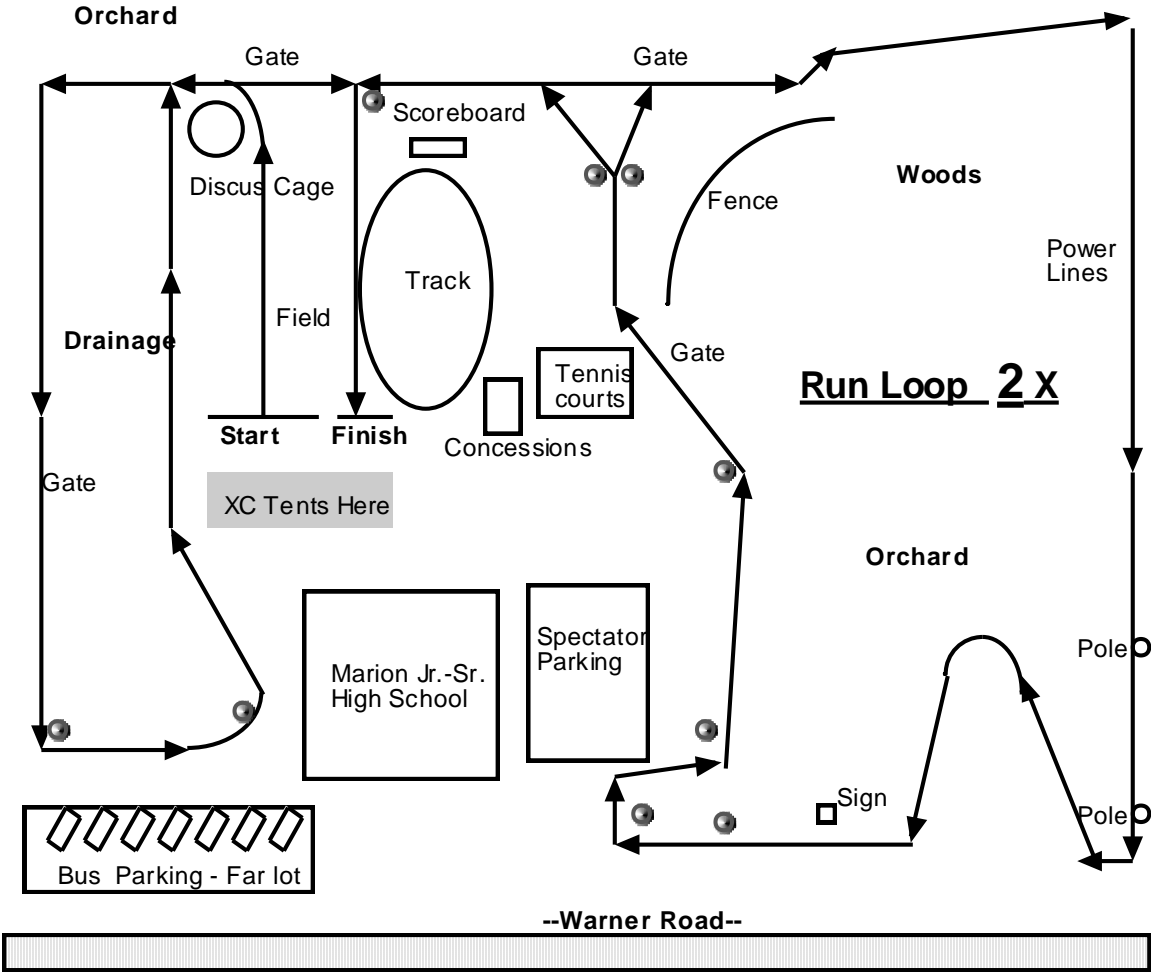 Orchard
Gate
Gate
Scoreboard
Discus Cage
Woods
Fence
Power
Lines
Track
Field
Drainage
Gate
Tennis
courts
Run Loop 2 X
Start
Finish
Concessions
Gate
XC Tents Here
Orchard
Spectator
Parking
Marion Jr.-Sr.
High School
Pole
Sign
Pole
Bus Parking - Far lot
--Warner Road--